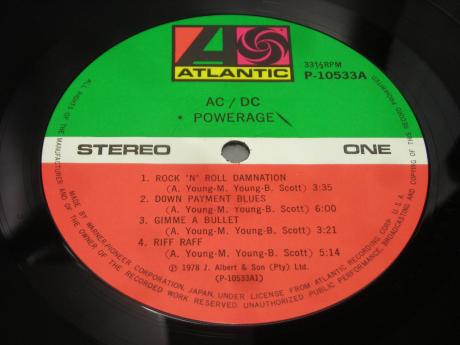 ATLANTIC
33⅓RPM
P-10533A
AC / DC
• POWERAGE
STEREO
ONE
1. ROCK 'N' ROLL DAMNATION
(A. Young-M. Young-B. Scott) 3:35
2. DOWN PAYMENT BLUES
(A. Young-M. Young-B. Scott) 6:00
3. GIMME A BULLET
(A. Young-M. Young-B. Scott) 3:21
4. RIFF RAFF
(A. Young-M. Young-B. Scott) 5:14
Ⓟ 1978 J. Albert & Son (Pty) Ltd.
(P-10533A1)
MADE BY WARNER-PIONEER CORPORATION, JAPAN, UNDER LICENSE FROM ATLANTIC RECORDING CORP. U.S.A.
ALL RIGHTS OF THE MANUFACTURER AND OF THE OWNER OF THE RECORDED WORK RESERVED. UNAUTHORIZED PUBLIC PERFORMANCE, BROADCASTING AND COPYING OF THIS RECORD PROHIBITED.